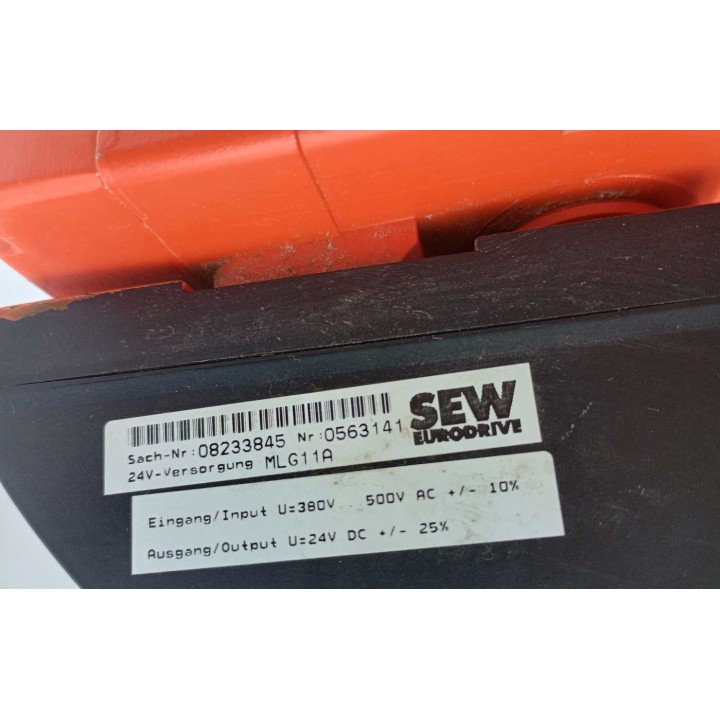 Sach-Nr:08233845 Nr:0563141
24V-Versorgung MLG11A
SEW
EURODRIVE
Eingang/Input U=380V...500V AC +/- 10%
Ausgang/Output U=24V DC +/- 25%